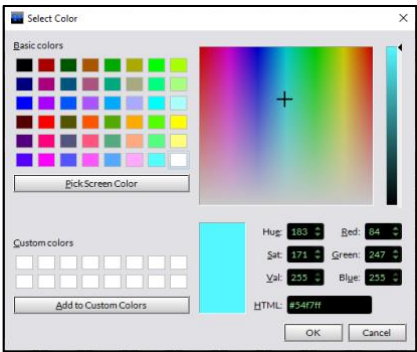 Select Color
Basic colors
Pick Screen Color
Custom colors
Add to Custom Colors
Hue: 183 Red: 84
Sat: 171 Green: 247
Val: 255 Blue: 255
HTML: #54f7ff
OK Cancel